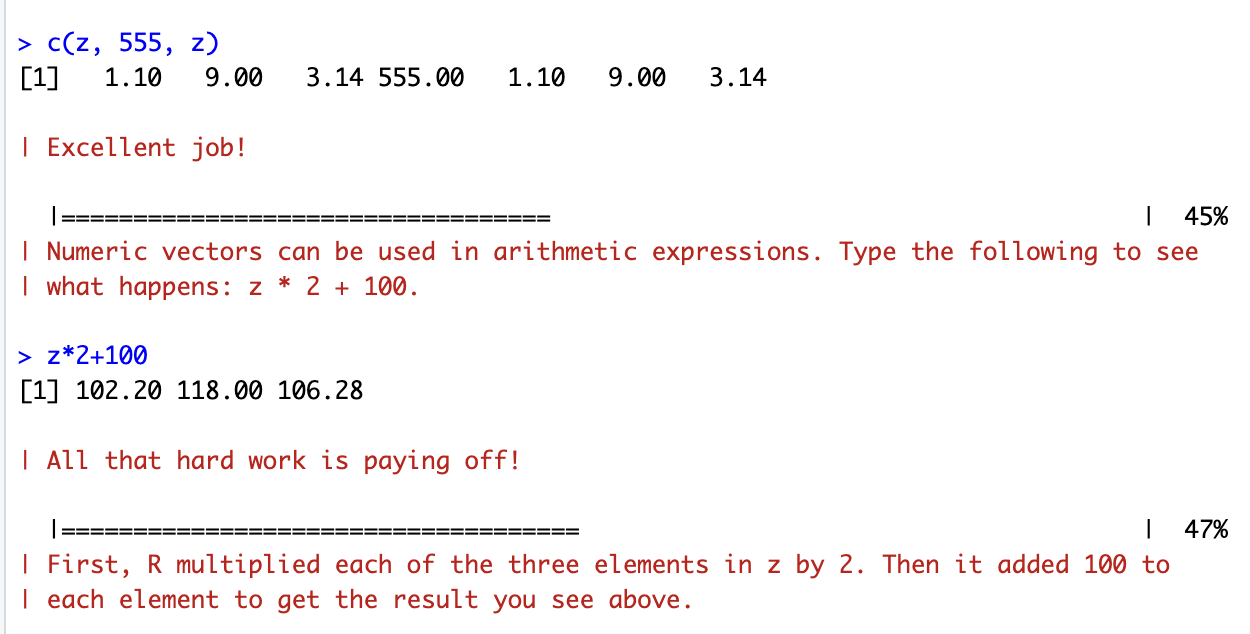 > c(z, 555, z)
[1]   1.10   9.00   3.14 555.00   1.10   9.00   3.14
| Excellent job!
|==================================                                         |  45%
| Numeric vectors can be used in arithmetic expressions. Type the following to see
| what happens: z * 2 + 100.
> z*2+100
[1] 102.20 118.00 106.28
| All that hard work is paying off!
|====================================                                       |  47%
| First, R multiplied each of the three elements in z by 2. Then it added 100 to
| each element to get the result you see above.